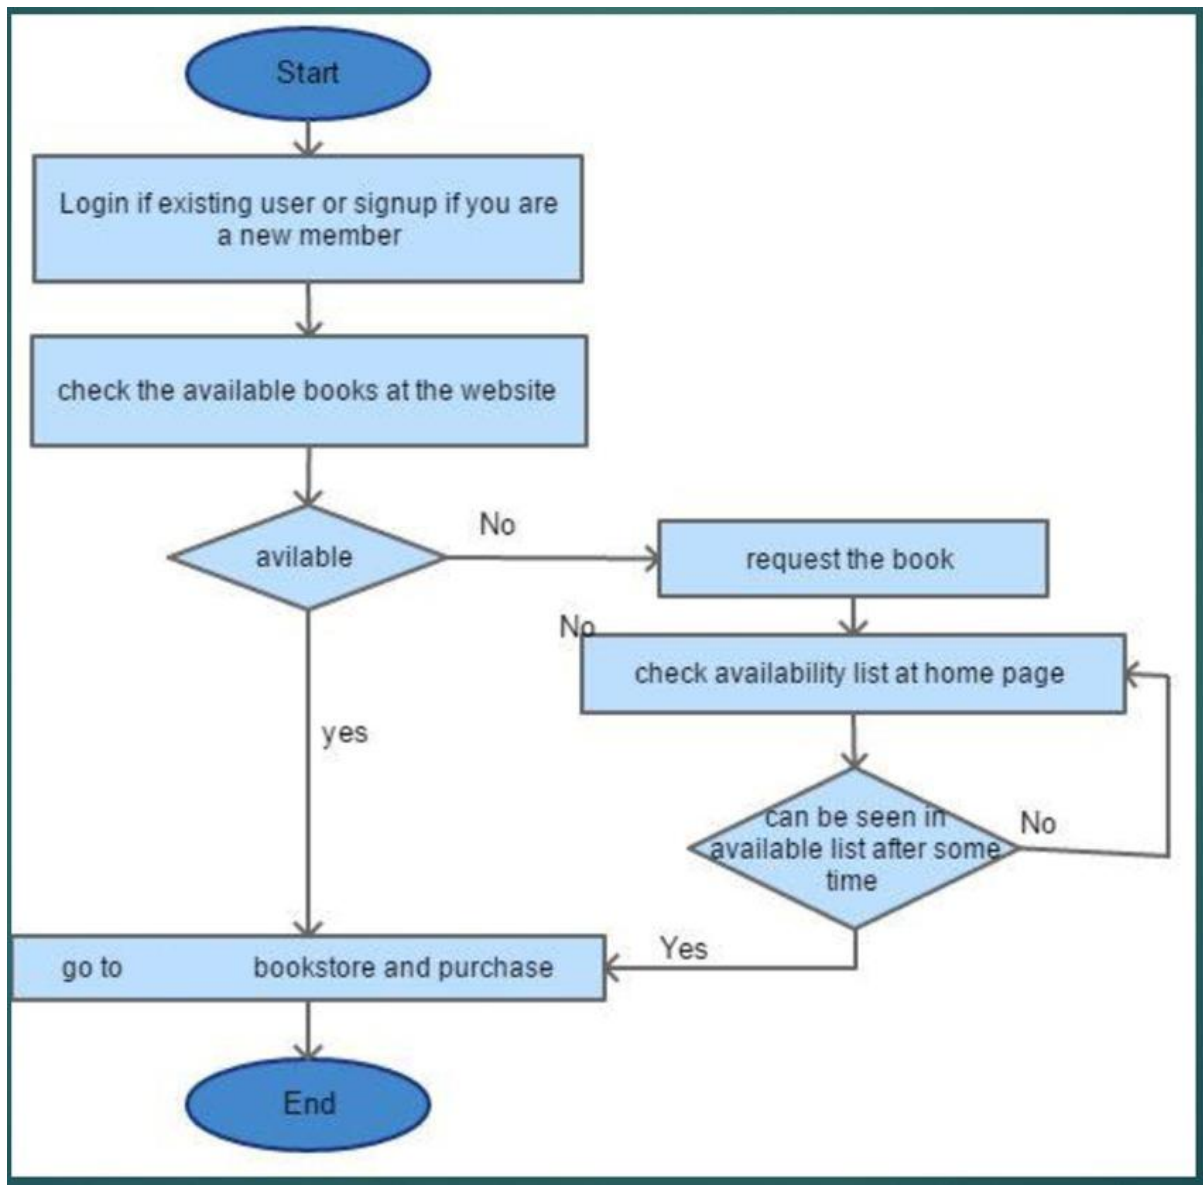 Start
Login if existing user or signup if you are
a new member
check the available books at the website
avilable
No
request the book
No
check availability list at home page
yes
can be seen in
available list after some
time
No
Yes
go to bookstore and purchase
End